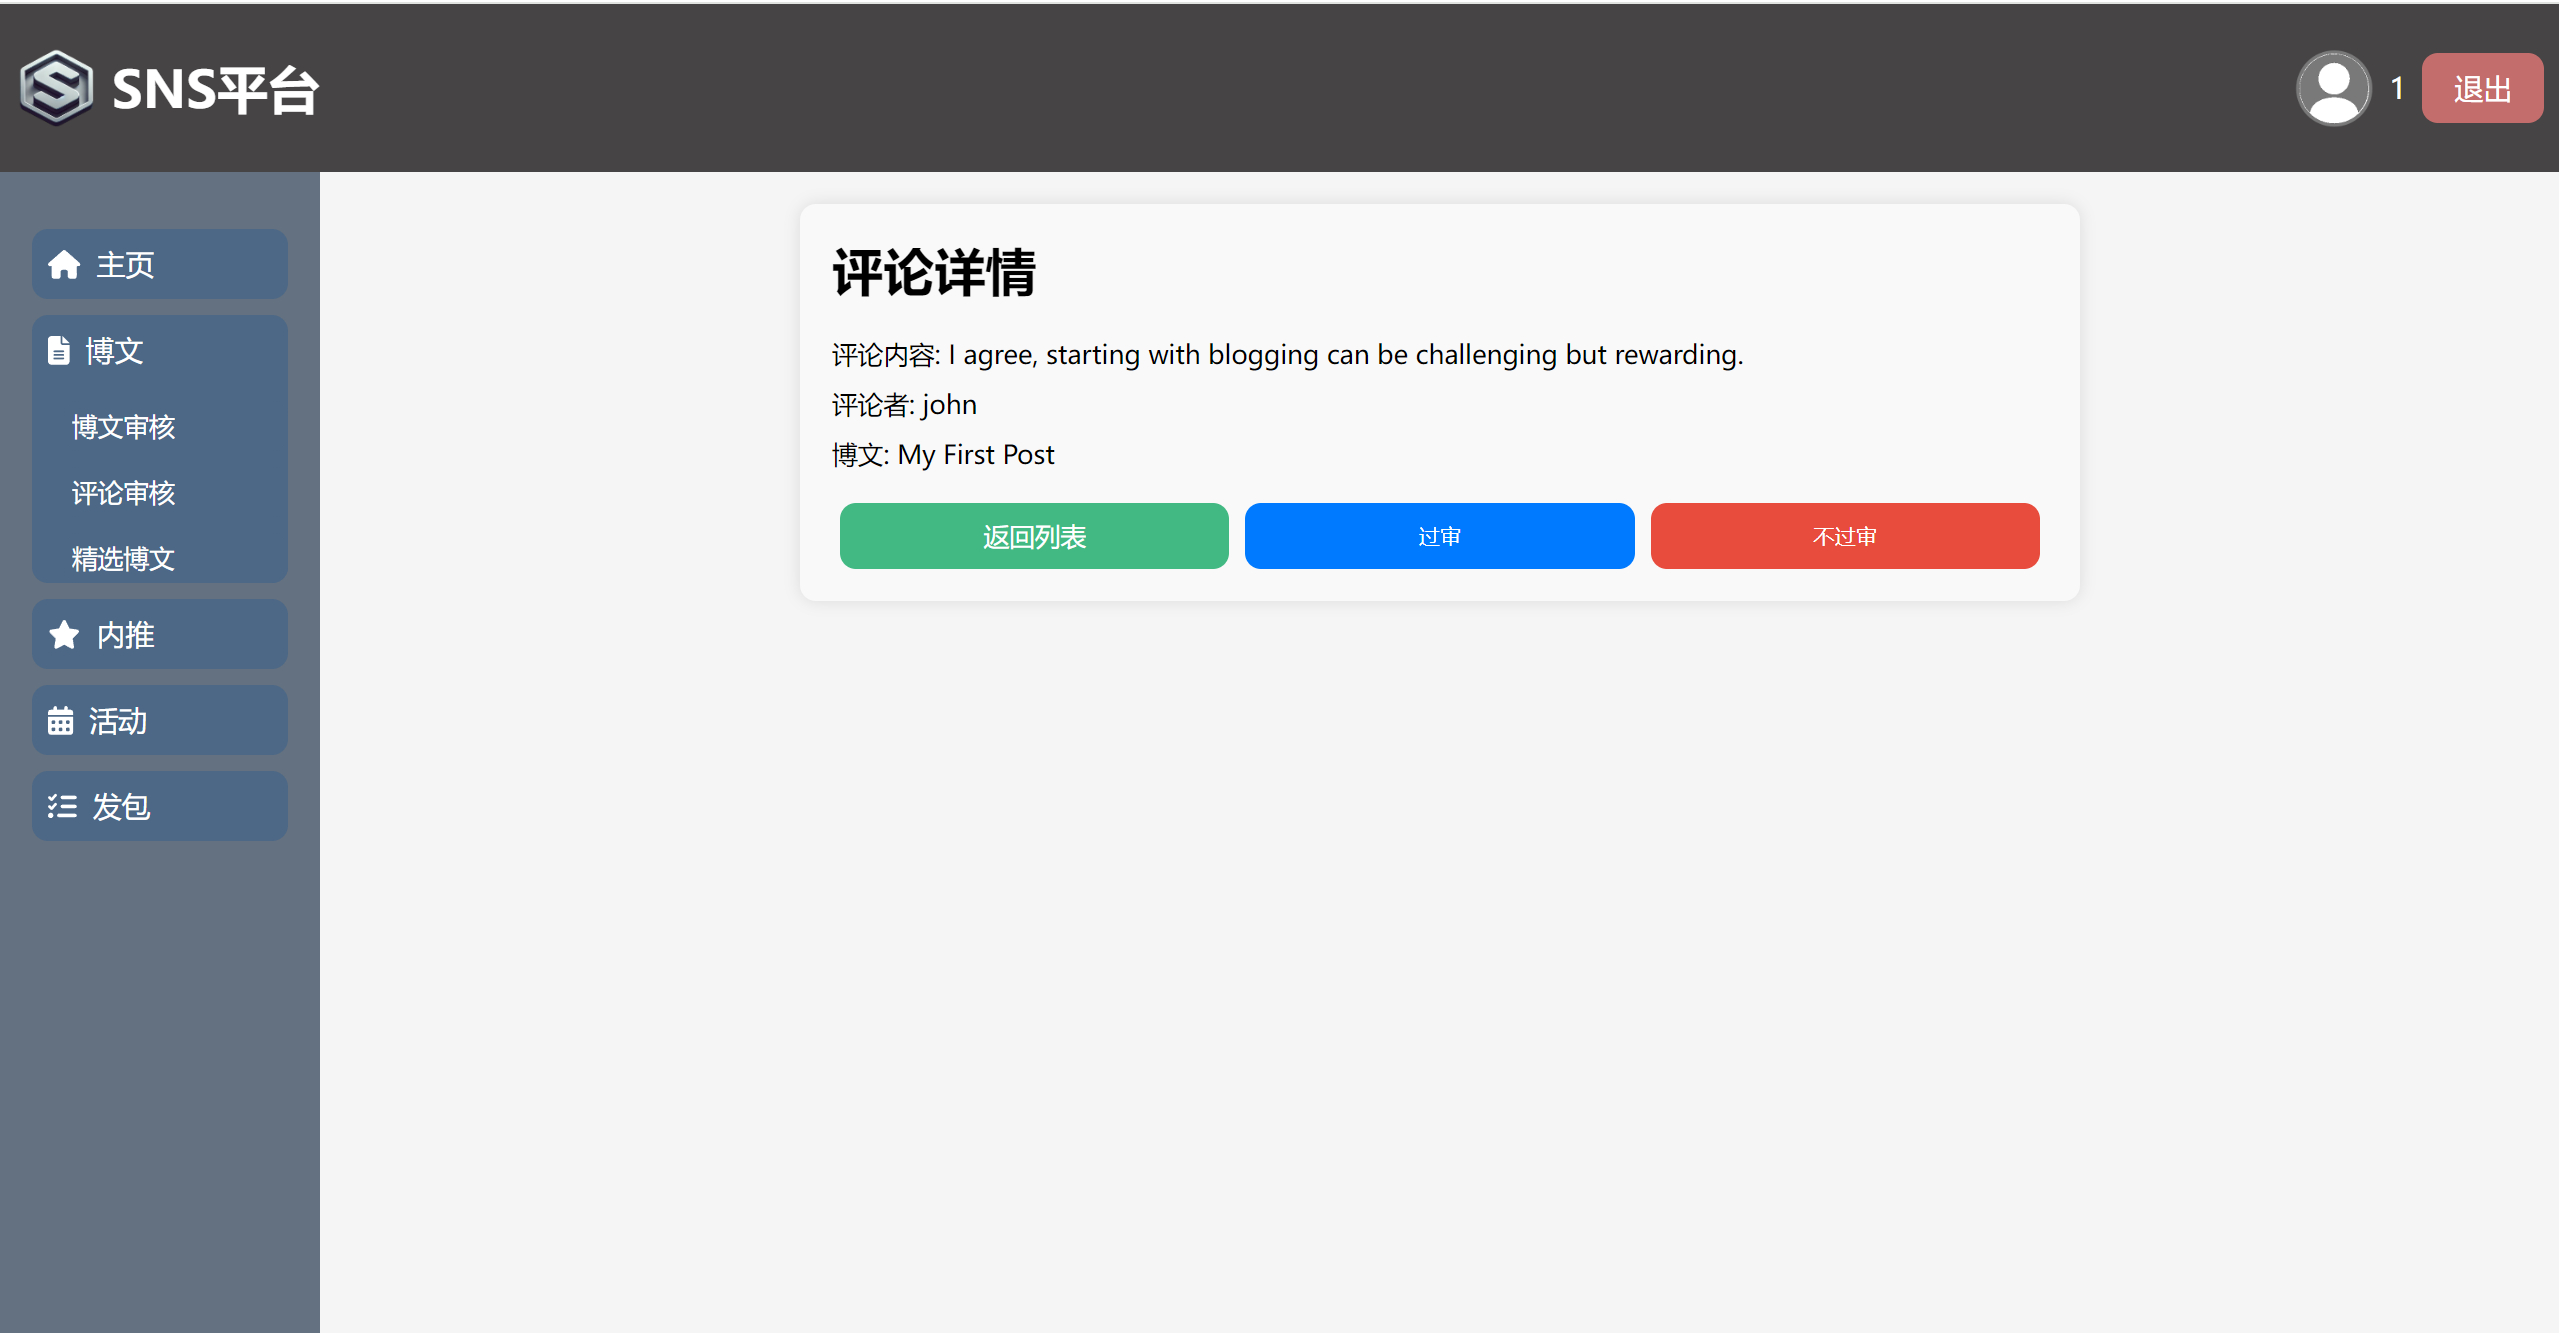 SNS平台
1
退出
主页
博文
博文审核
评论审核
精选博文
内推
活动
发包
评论详情
评论内容: I agree, starting with blogging can be challenging but rewarding.
评论者: john
博文: My First Post
返回列表
过审
不过审